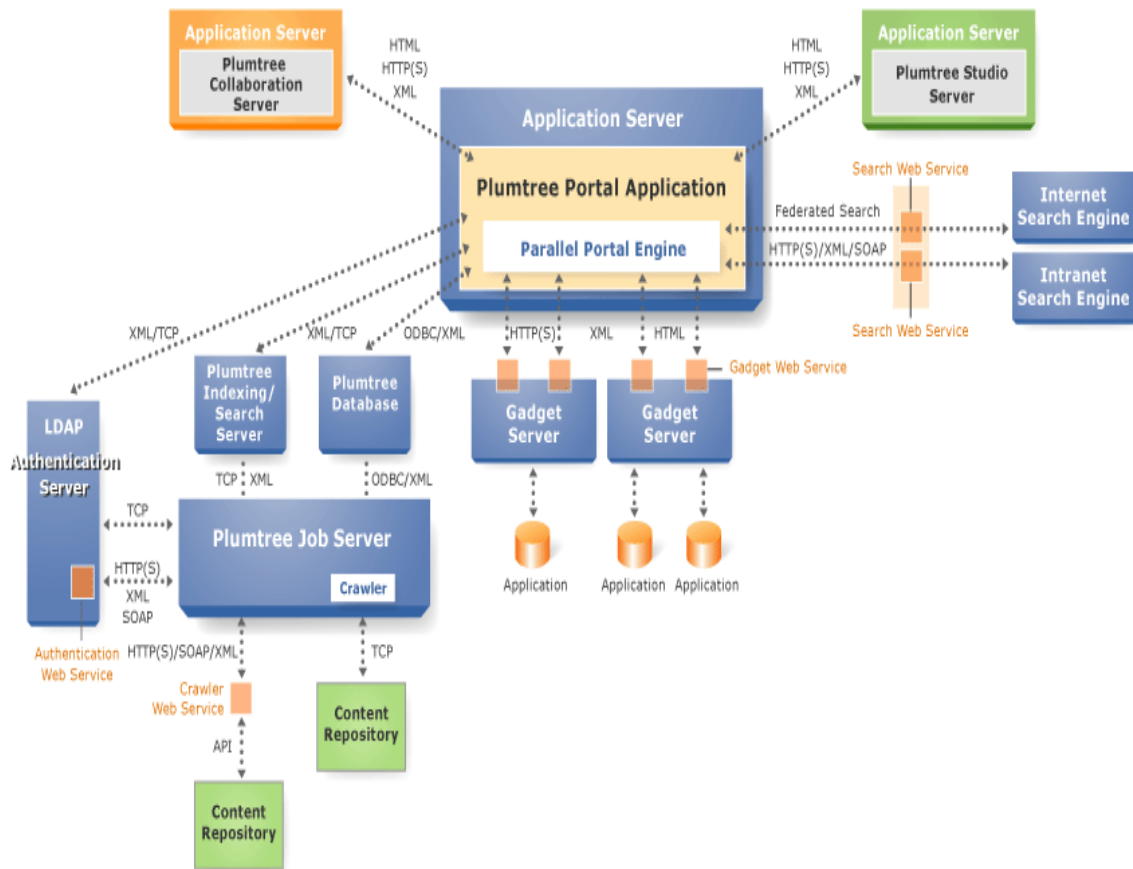 Application Server
Plumtree
Collaboration
Server
HTML
HTTP(S)
XML
Application Server
Plumtree Portal Application
Parallel Portal Engine
HTML
HTTP(S)
XML
Application Server
Plumtree Studio
Server
Search Web Service
Federated Search
HTTP(S)/XML/SOAP
Search Web Service
Internet
Search Engine
Intranet
Search Engine
XML/TCP
XML/TCP
ODBC/XML
HTTP(S)
XML
HTML
Gadget Web Service
Plumtree
Indexing/
Search
Server
Plumtree
Database
Gadget
Server
Gadget
Server
LDAP
Authentication
Server
TCP
XML
ODBC/XML
TCP
Plumtree Job Server
Crawler
Application
Application
Application
HTTP(S)
XML
SOAP
Authentication
Web Service
HTTP(S)/SOAP/XML
TCP
Crawler
Web Service
API
Content
Repository
Content
Repository